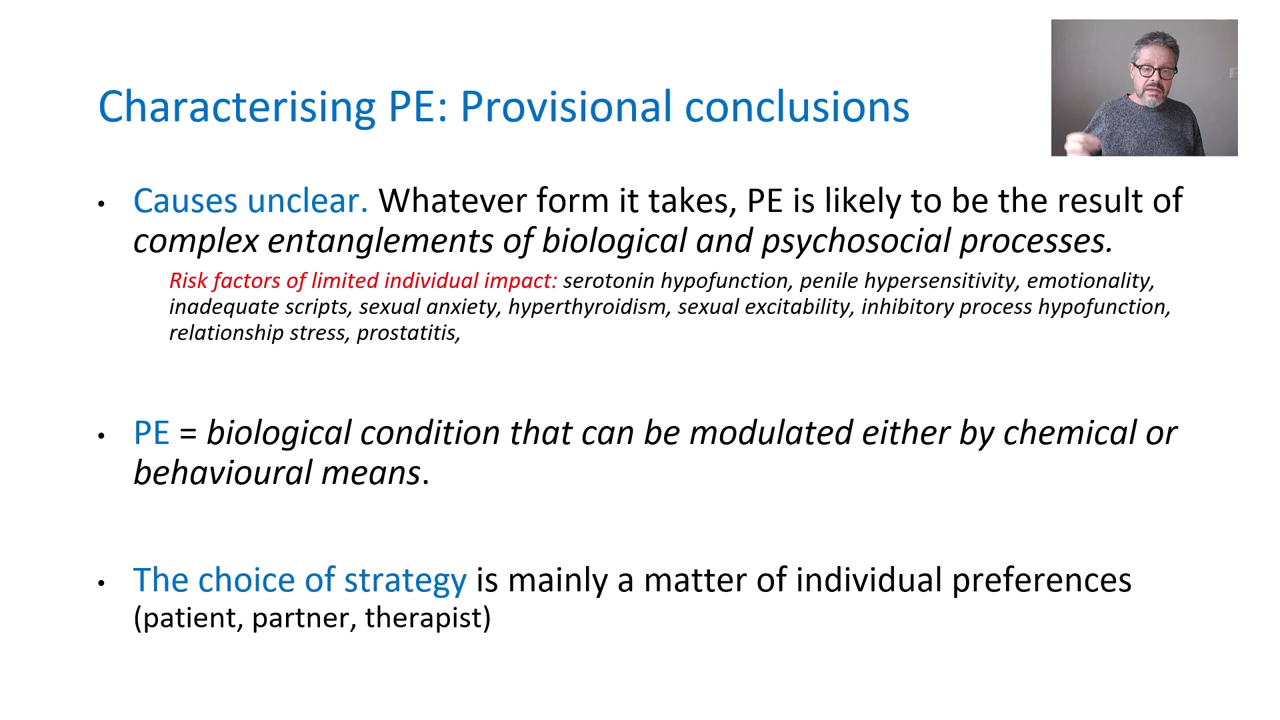 Characterising PE: Provisional conclusions
• Causes unclear. Whatever form it takes, PE is likely to be the result of
complex entanglements of biological and psychosocial processes.
Risk factors of limited individual impact: serotonin hypofunction, penile hypersensitivity, emotionality,
inadequate scripts, sexual anxiety, hyperthyroidism, sexual excitability, inhibitory process hypofunction,
relationship stress, prostatitis,
• PE = biological condition that can be modulated either by chemical or
behavioural means.
• The choice of strategy is mainly a matter of individual preferences
(patient, partner, therapist)